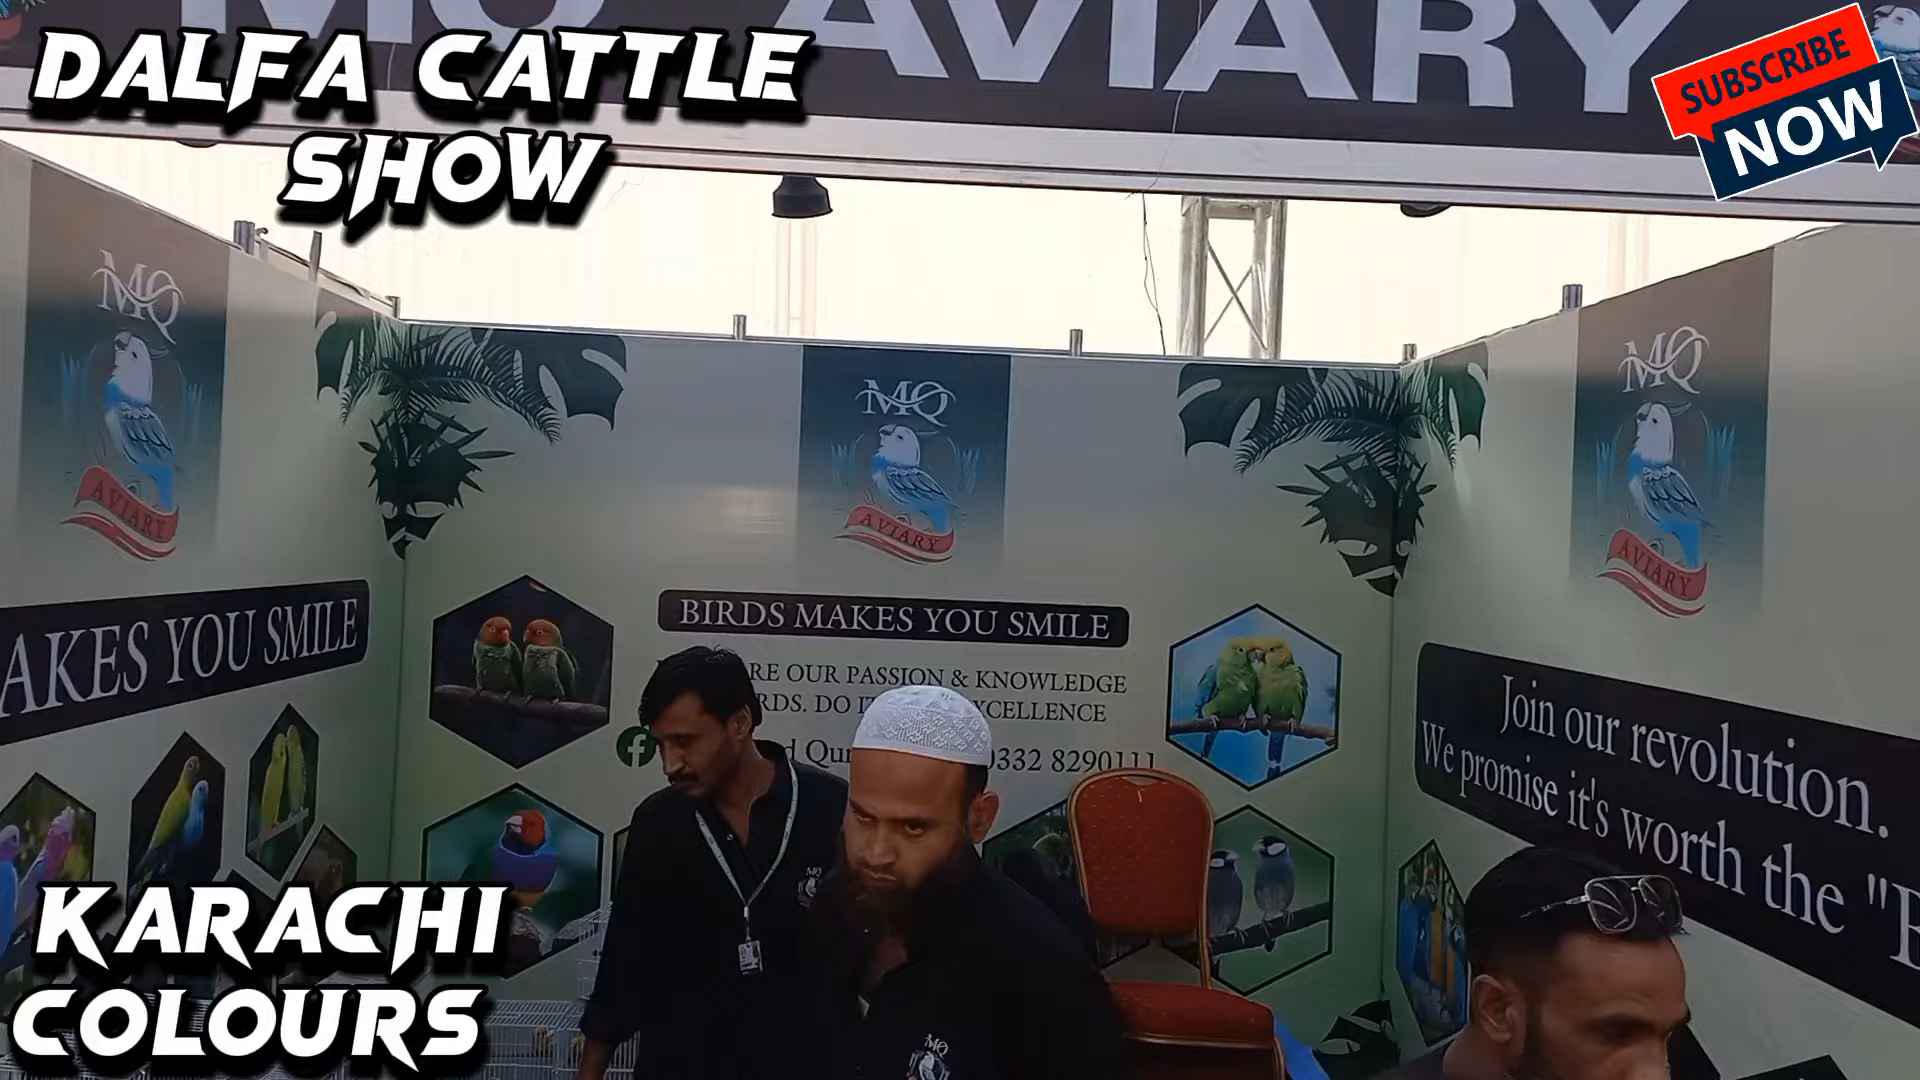 MQ AVIARY
DALFA CATTLE
SHOW
SUBSCRIBE
NOW
MQ
AVIARY
MQ
AVIARY
MQ
AVIARY
AKES YOU SMILE
BIRDS MAKES YOU SMILE
RE OUR PASSION & KNOWLEDGE
RDS. DO XCELLENCE
0332 8290111
Join our revolution.
We promise it's worth the "
MQ
MQ
KARACHI
COLOURS